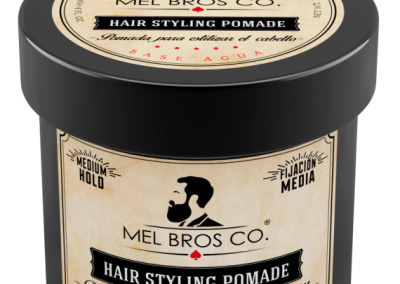 MEL BROS CO.
HAIR STYLING POMADE
Pomada para estilizar el cabello
BASE AGUA
MEDIUM
HOLD
FIJACIÓN
MEDIA
MEL BROS CO.®
HAIR STYLING POMADE